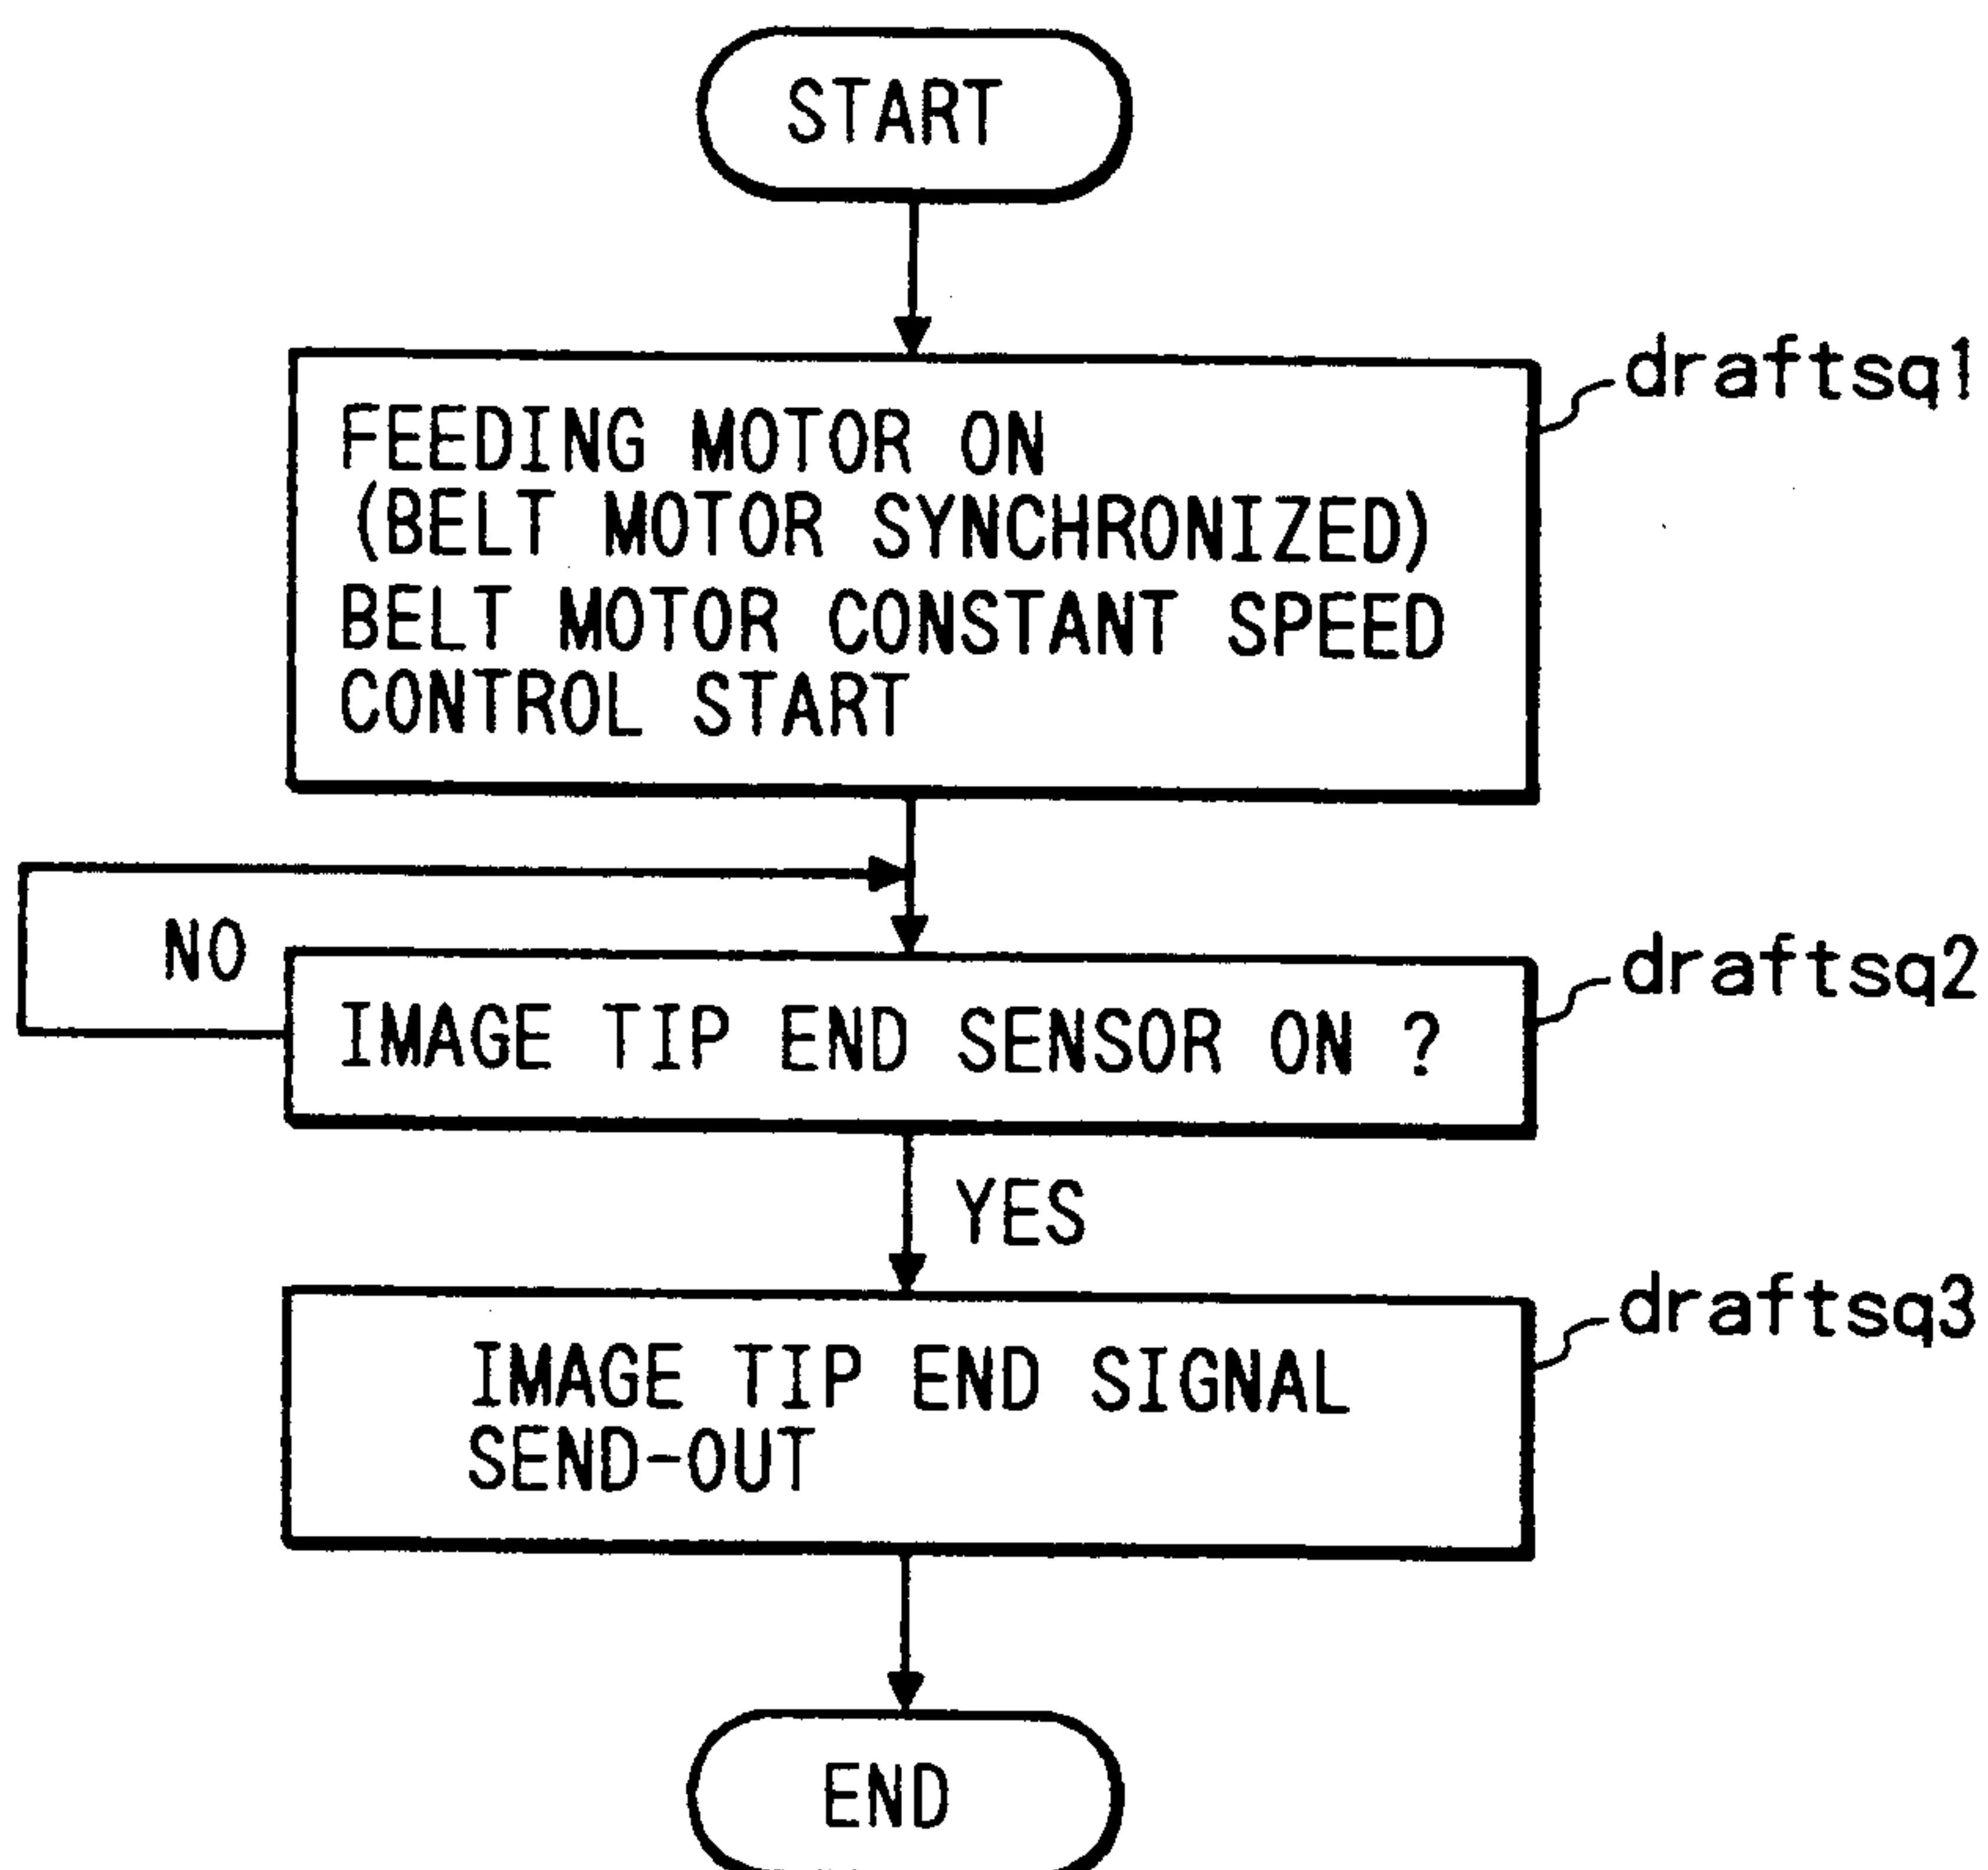 START
draftsq1
FEEDING MOTOR ON
(BELT MOTOR SYNCHRONIZED)
BELT MOTOR CONSTANT SPEED
CONTROL START
NO
draftsq2
IMAGE TIP END SENSOR ON ?
YES
draftsq3
IMAGE TIP END SIGNAL
SEND-OUT
END